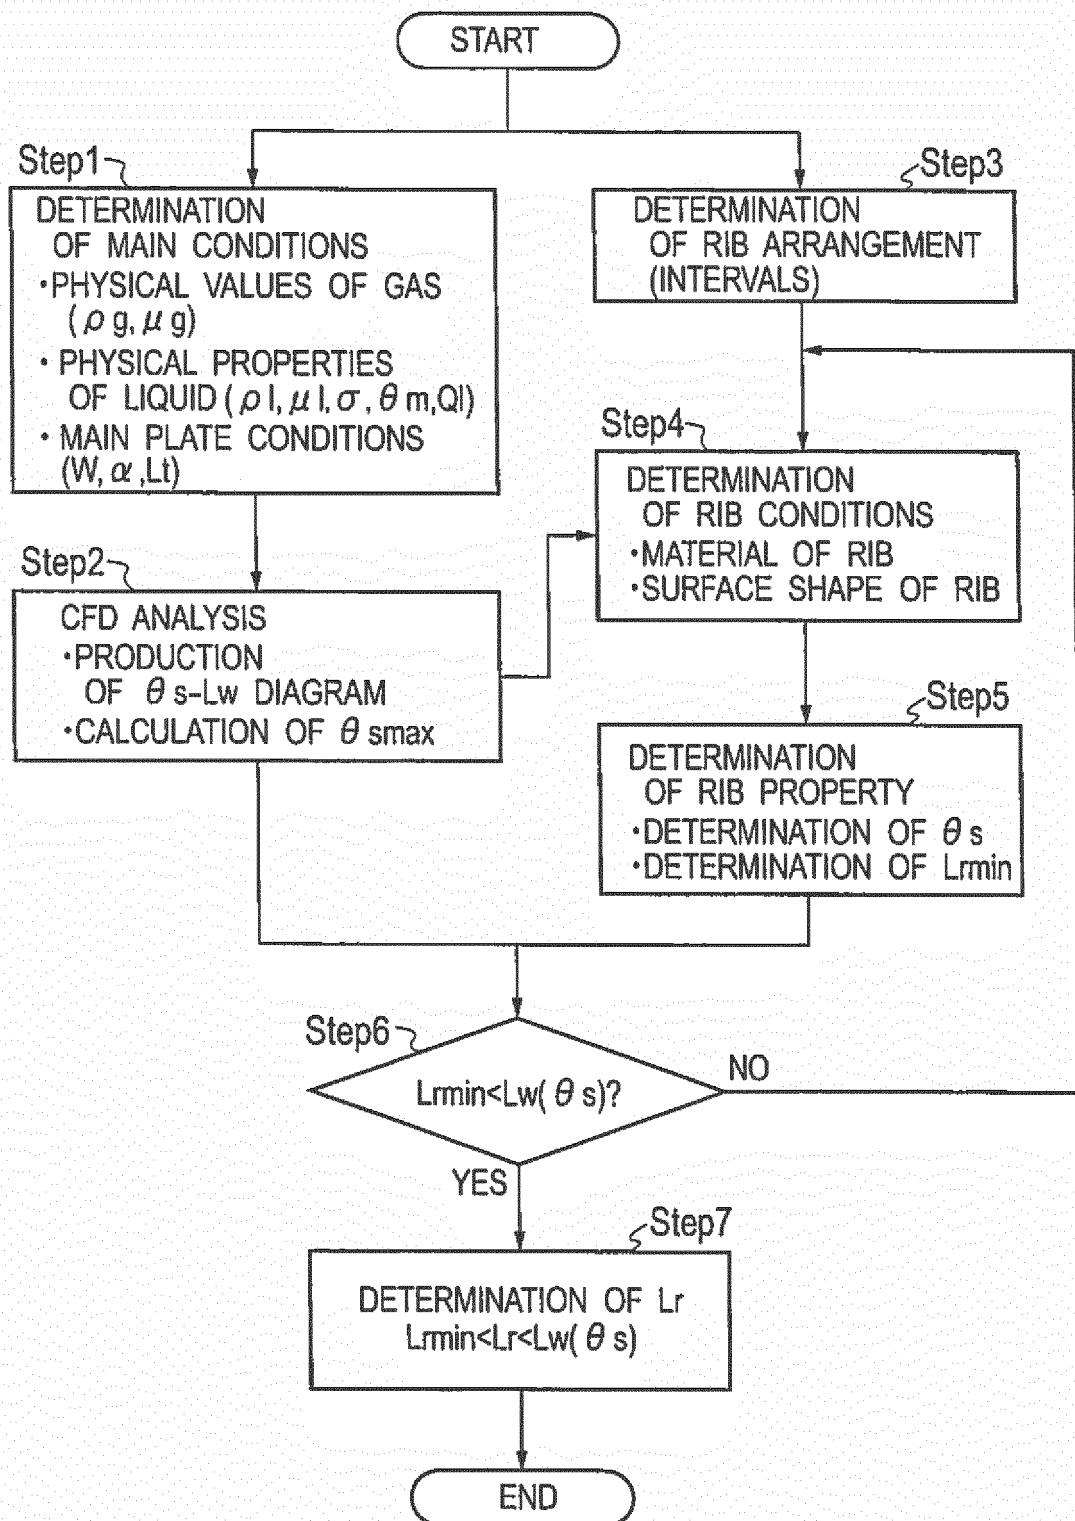 START
Step1
DETERMINATION
OF MAIN CONDITIONS
・PHYSICAL VALUES OF GAS
(ρg, μg)
・PHYSICAL PROPERTIES
OF LIQUID(ρl, μl, σ, θm,Ql)
・MAIN PLATE CONDITIONS
(W, α,Lt)
Step2
CFD ANALYSIS
・PRODUCTION
OF θs-Lw DIAGRAM
・CALCULATION OF θsmax
Step3
DETERMINATION
OF RIB ARRANGEMENT
(INTERVALS)
Step4
DETERMINATION
OF RIB CONDITIONS
・MATERIAL OF RIB
・SURFACE SHAPE OF RIB
Step5
DETERMINATION
OF RIB PROPERTY
・DETERMINATION OF θs
・DETERMINATION OF Lrmin
Step6
Lrmin<Lw(θs)?
NO
YES
Step7
DETERMINATION OF Lr
Lrmin<Lr<Lw(θs)
END